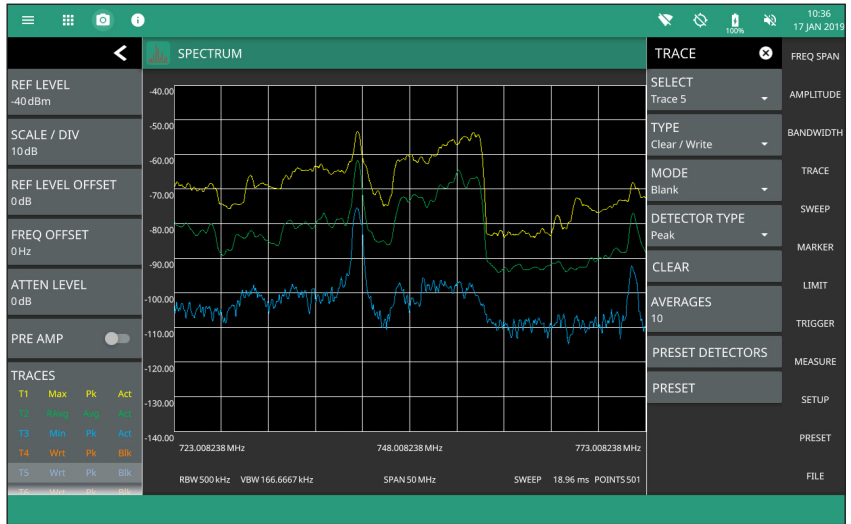 10:36
100%
17 JAN 2019
SPECTRUM
TRACE
FREQ SPAN
REF LEVEL
-40 dBm
SCALE / DIV
10 dB
REF LEVEL OFFSET
0 dB
FREQ OFFSET
0 Hz
ATTEN LEVEL
0 dB
PRE AMP
TRACES
T1 Max Pk Act
T2 RAvg Avg Act
T3 Min Pk Act
T4 Wrt Pk Blk
T5 Wrt Pk Blk
T6 Wrt Pk Blk
-40.00
-50.00
-60.00
-70.00
-80.00
-90.00
-100.00
-110.00
-120.00
-130.00
-140.00
723.008238 MHz 748.008238 MHz 773.008238 MHz
RBW 500 kHz VBW 166.6667 kHz SPAN 50 MHz SWEEP 18.96 ms POINTS 501
SELECT
Trace 5
TYPE
Clear / Write
MODE
Blank
DETECTOR TYPE
Peak
CLEAR
AVERAGES
10
PRESET DETECTORS
PRESET
AMPLITUDE
BANDWIDTH
TRACE
SWEEP
MARKER
LIMIT
TRIGGER
MEASURE
SETUP
PRESET
FILE